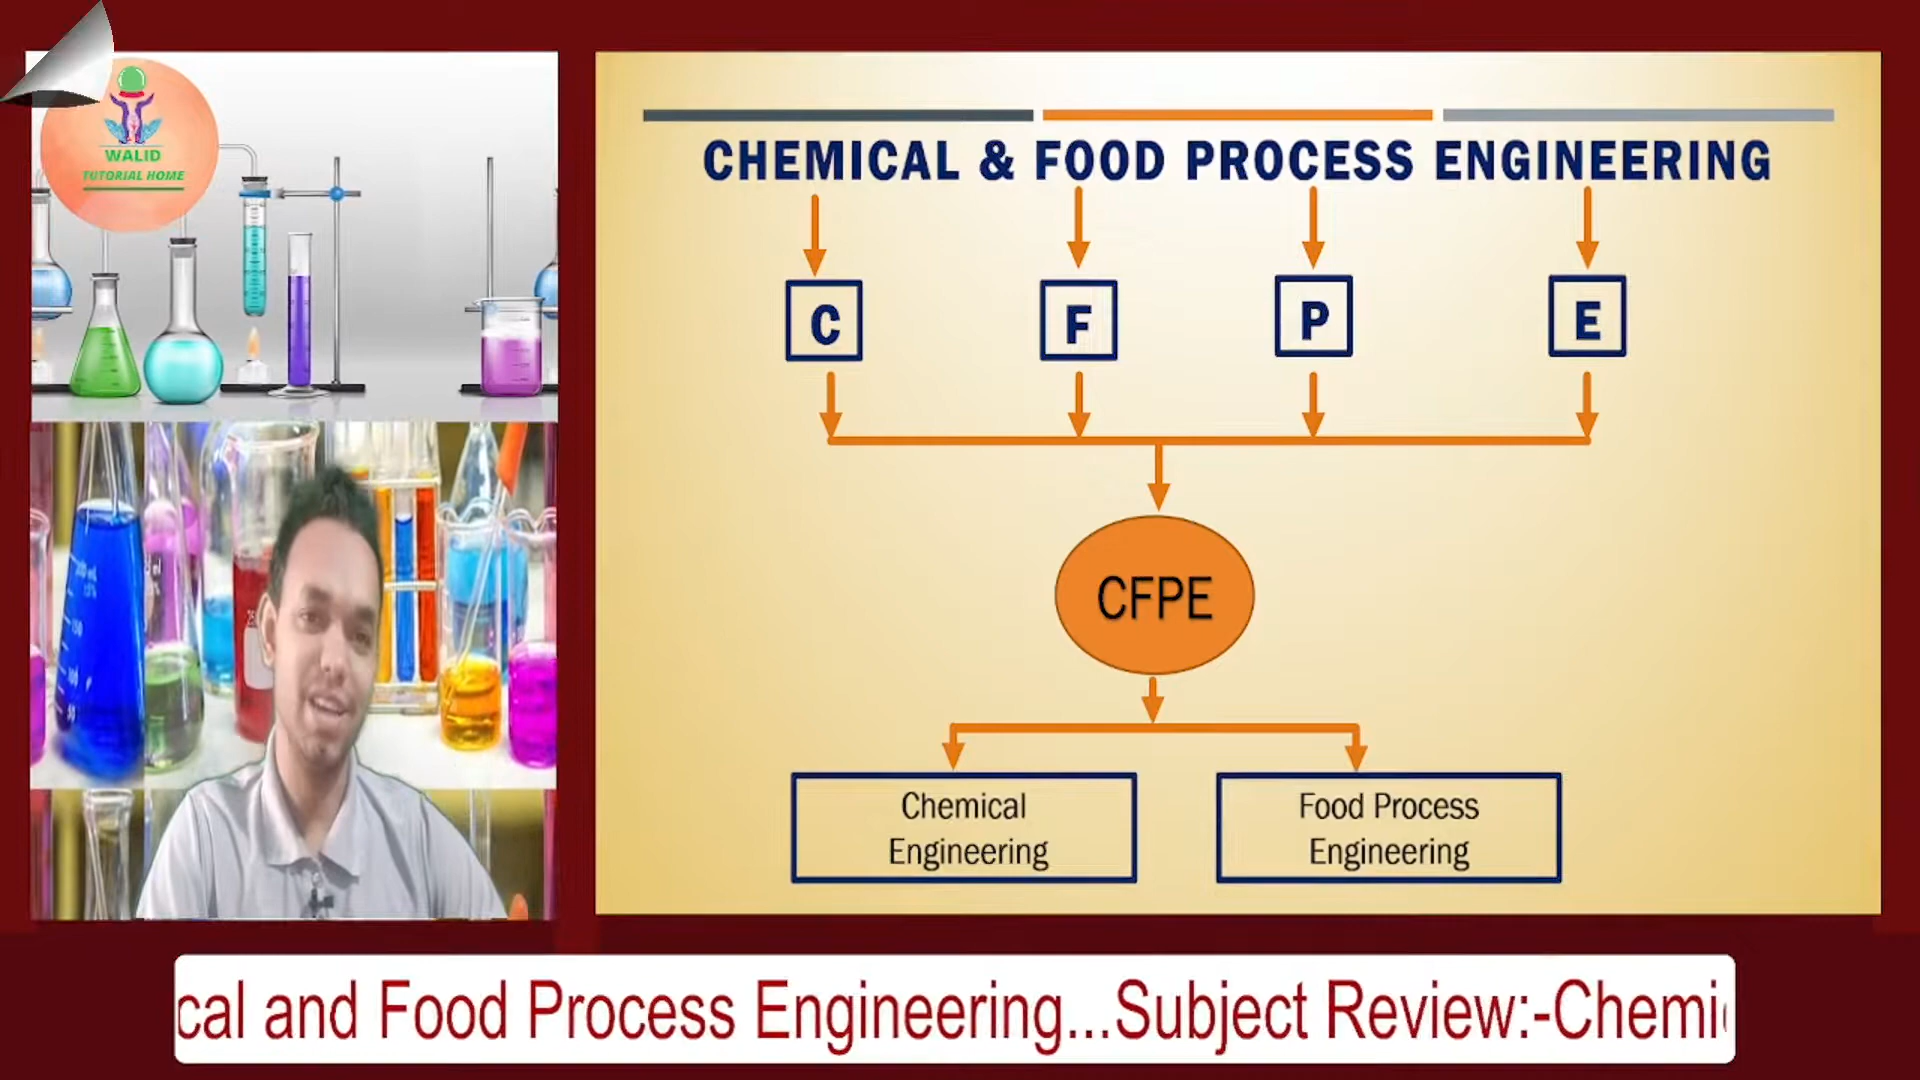 WALID
TUTORIAL HOME
CHEMICAL & FOOD PROCESS ENGINEERING
C
F
P
E
CFPE
Chemical
Engineering
Food Process
Engineering
cal and Food Process Engineering...Subject Review:-Chemi